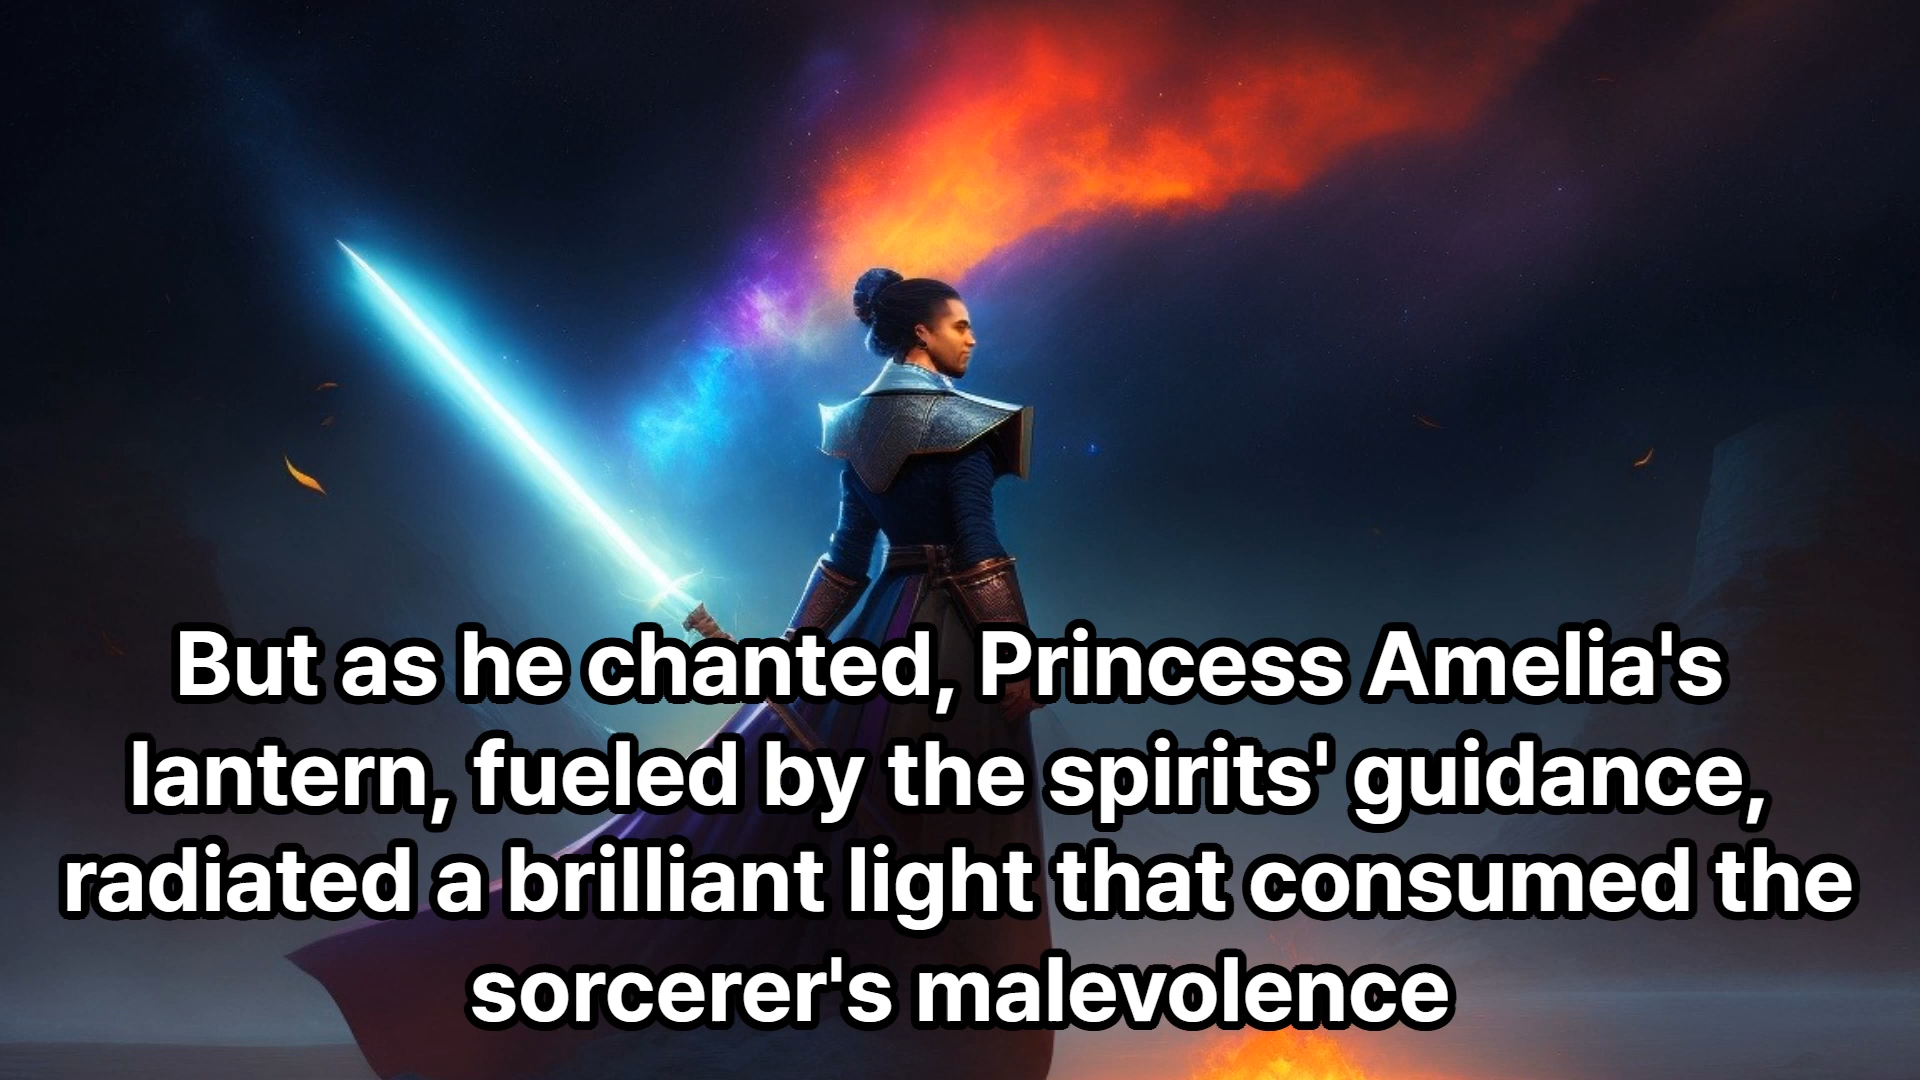 But as he chanted, Princess Amelia's
lantern, fueled by the spirits' guidance,
radiated a brilliant light that consumed the
sorcerer's malevolence